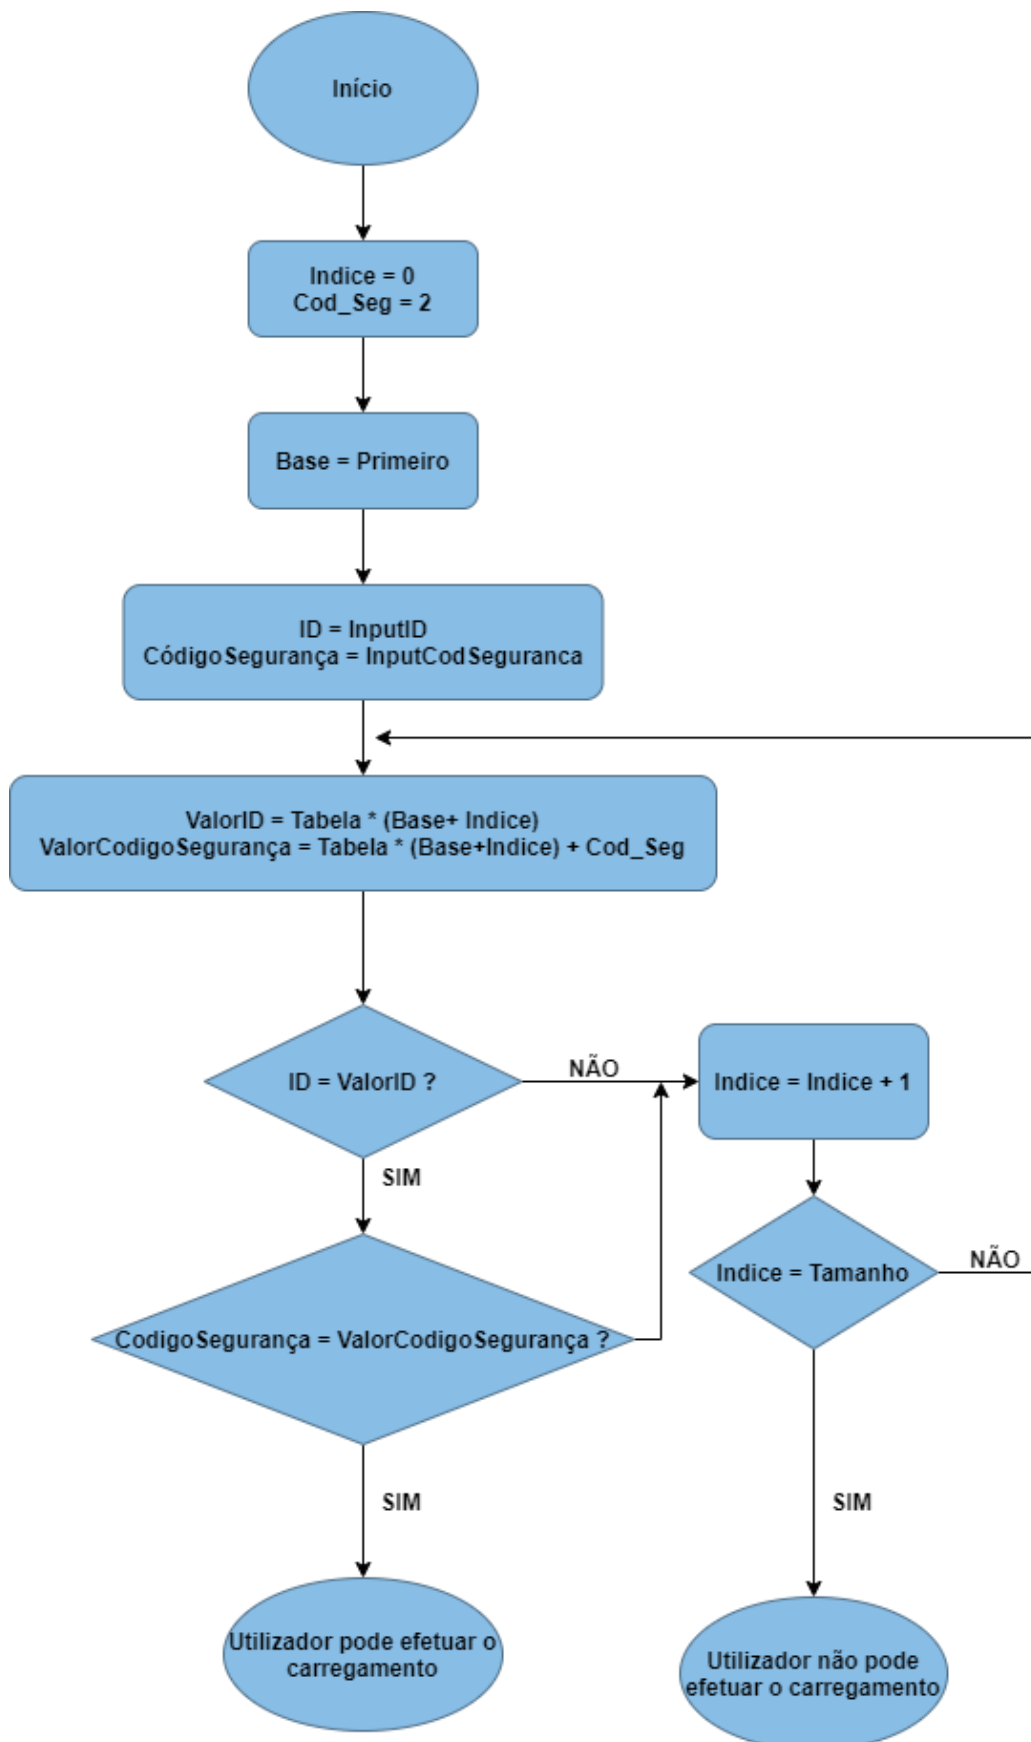 Início
Indice = 0
Cod_Seg = 2
Base = Primeiro
ID = InputID
CódigoSegurança = InputCodSeguranca
ValorID = Tabela * (Base+ Indice)
ValorCodigoSegurança = Tabela * (Base+Indice) + Cod_Seg
ID = ValorID ?
NÃO
Indice = Indice + 1
SIM
Indice = Tamanho
NÃO
CodigoSegurança = ValorCodigoSegurança ?
SIM
SIM
Utilizador pode efetuar o
carregamento
Utilizador não pode
efetuar o carregamento